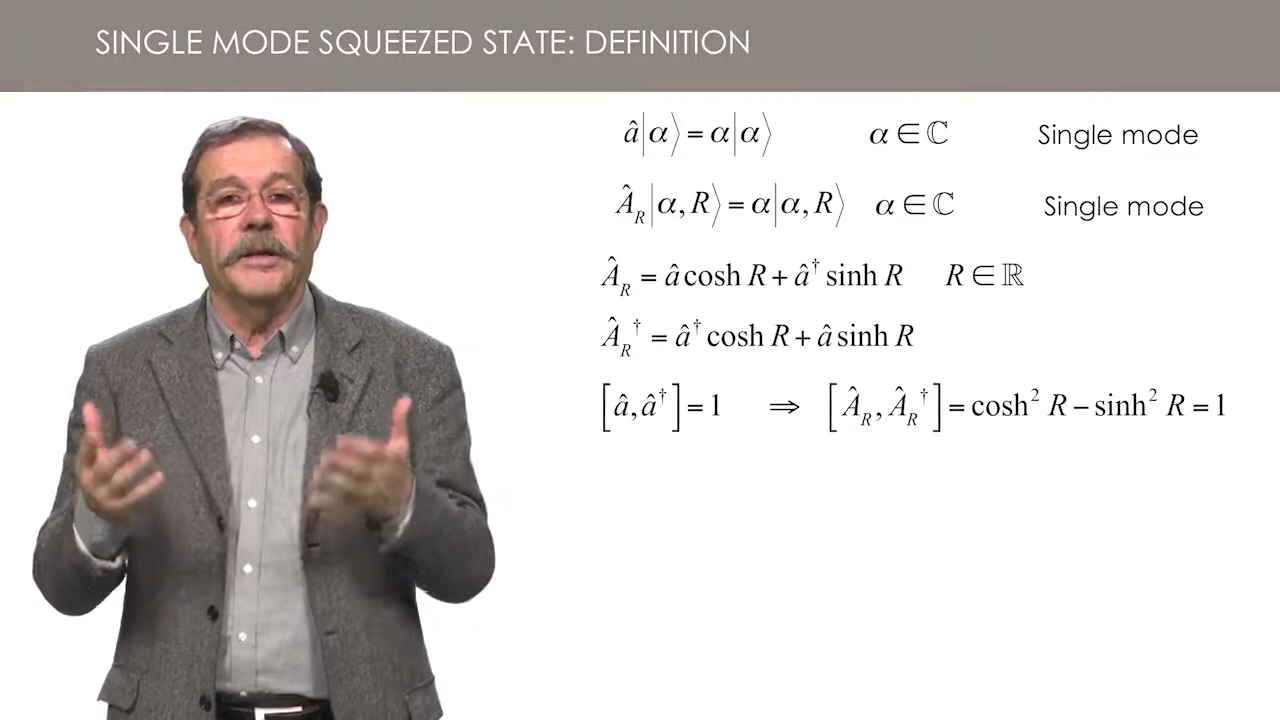 SINGLE MODE SQUEEZED STATE: DEFINITION
â|α⟩ = α|α⟩ α ∈ ℂ Single mode
Â_R|α, R⟩ = α|α, R⟩ α ∈ ℂ Single mode
Â_R = â cosh R + â† sinh R R ∈ ℝ
Â_R† = â† cosh R + â sinh R
[â, â†] = 1 ⇒ [Â_R, Â_R†] = cosh² R − sinh² R = 1